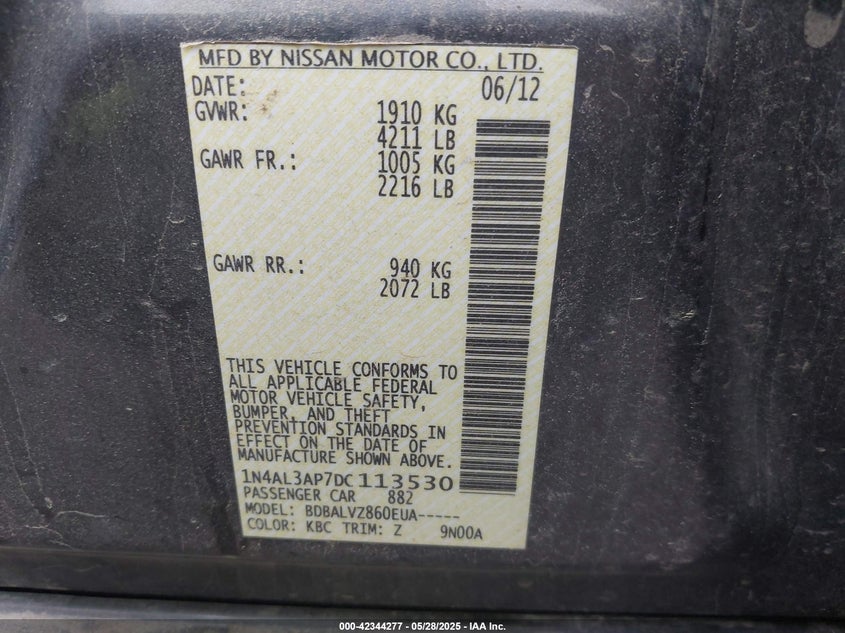 MFD BY NISSAN MOTOR CO., LTD.
DATE: 06/12
GVWR: 1910 KG
4211 LB
GAWR FR.: 1005 KG
2216 LB
GAWR RR.: 940 KG
2072 LB
THIS VEHICLE CONFORMS TO
ALL APPLICABLE FEDERAL
MOTOR VEHICLE SAFETY,
BUMPER, AND THEFT
PREVENTION STANDARDS IN
EFFECT ON THE DATE OF
MANUFACTURE SHOWN ABOVE.
1N4AL3AP7DC113530
PASSENGER CAR 882
MODEL: BDBALVZ860EUA-----
COLOR: KBC TRIM: Z 9N00A
000-42344277 - 05/28/2025 - IAA Inc.